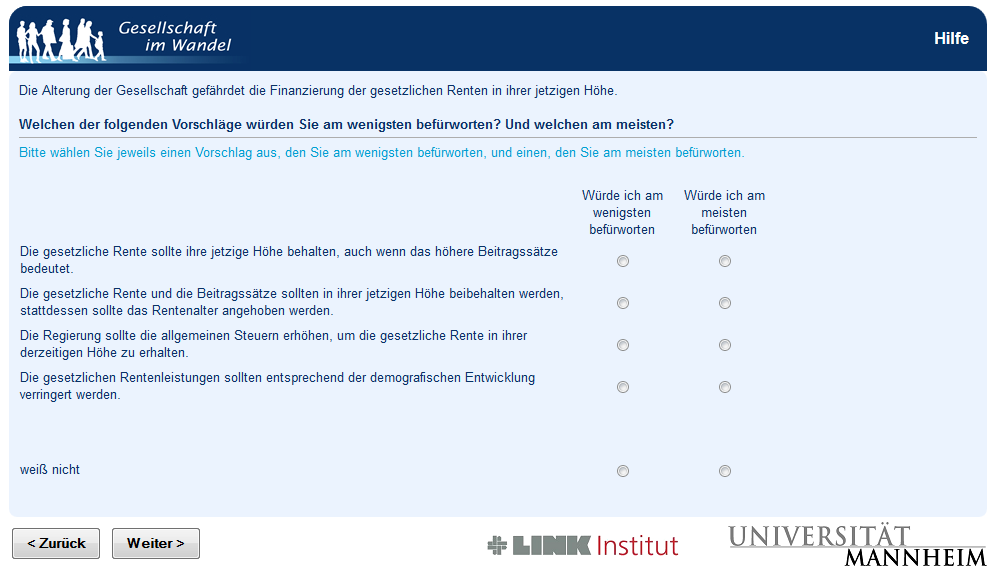 Gesellschaft
im Wandel
Hilfe
Die Alterung der Gesellschaft gefährdet die Finanzierung der gesetzlichen Renten in ihrer jetzigen Höhe.
Welchen der folgenden Vorschläge würden Sie am wenigsten befürworten? Und welchen am meisten?
Bitte wählen Sie jeweils einen Vorschlag aus, den Sie am wenigsten befürworten, und einen, den Sie am meisten befürworten.
Würde ich am
wenigsten
befürworten
Würde ich am
meisten
befürworten
Die gesetzliche Rente sollte ihre jetzige Höhe behalten, auch wenn das höhere Beitragssätze
bedeutet.
Die gesetzliche Rente und die Beitragssätze sollten in ihrer jetzigen Höhe beibehalten werden,
stattdessen sollte das Rentenalter angehoben werden.
Die Regierung sollte die allgemeinen Steuern erhöhen, um die gesetzliche Rente in ihrer
derzeitigen Höhe zu erhalten.
Die gesetzlichen Rentenleistungen sollten entsprechend der demografischen Entwicklung
verringert werden.
weiß nicht
< Zurück
Weiter >
LINK Institut
UNIVERSITÄT
MANNHEIM